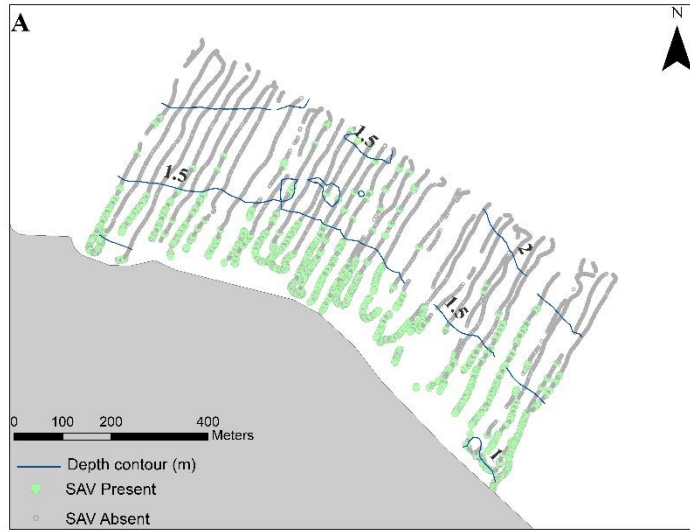 A
N
1.5
1.5
2
1.5
1
0 100 200 400
Meters
Depth contour (m)
SAV Present
SAV Absent